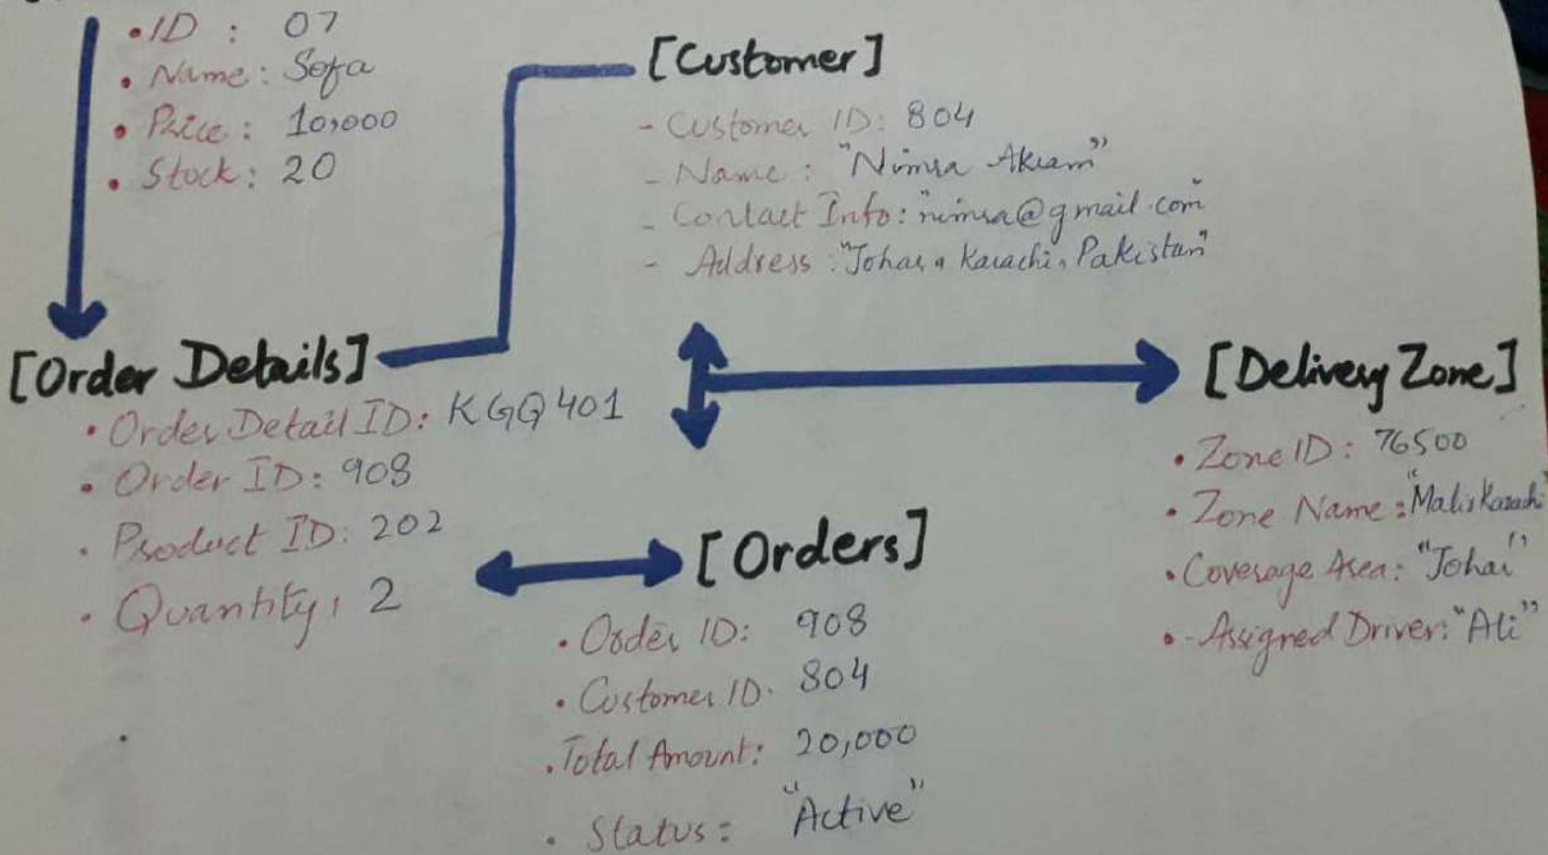 • ID : 07
• Name: Sofa
• Price: 10,000
• Stock: 20
[Customer]
- Customer ID: 804
- Name: "Nimra Akram"
- Contact Info: "nimra@gmail.com"
- Address: "Johar, Karachi, Pakistan"
[Order Details]
• Order Detail ID: KGQ401
• Order ID: 908
• Product ID: 202
• Quantity: 2
[Delivery Zone]
• Zone ID: 76500
• Zone Name: "Malir Karachi
• Coverage Area: "Johar"
• - Assigned Driver: "Ali"
[Orders]
• Order ID: 908
• Customer ID. 804
• Total Amount: 20,000
• Status: "Active"